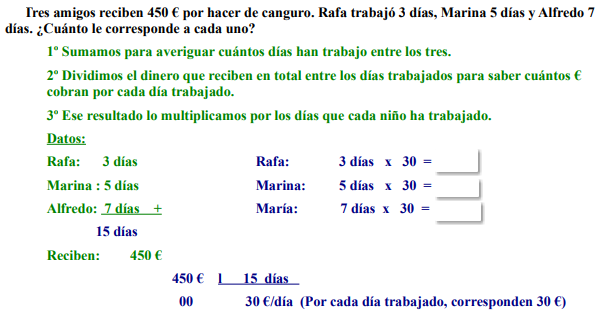 Tres amigos reciben 450 € por hacer de canguro. Rafa trabajó 3 días, Marina 5 días y Alfredo 7
días. ¿Cuánto le corresponde a cada uno?
1º Sumamos para averiguar cuántos días han trabajo entre los tres.
2º Dividimos el dinero que reciben en total entre los días trabajados para saber cuántos €
cobran por cada día trabajado.
3º Ese resultado lo multiplicamos por los días que cada niño ha trabajado.
Datos:
Rafa: 3 días Rafa: 3 días x 30 =
Marina : 5 días Marina: 5 días x 30 =
Alfredo: 7 días + María: 7 días x 30 =
15 días
Reciben: 450 €
450 € l 15 días
00 30 €/día (Por cada día trabajado, corresponden 30 €)